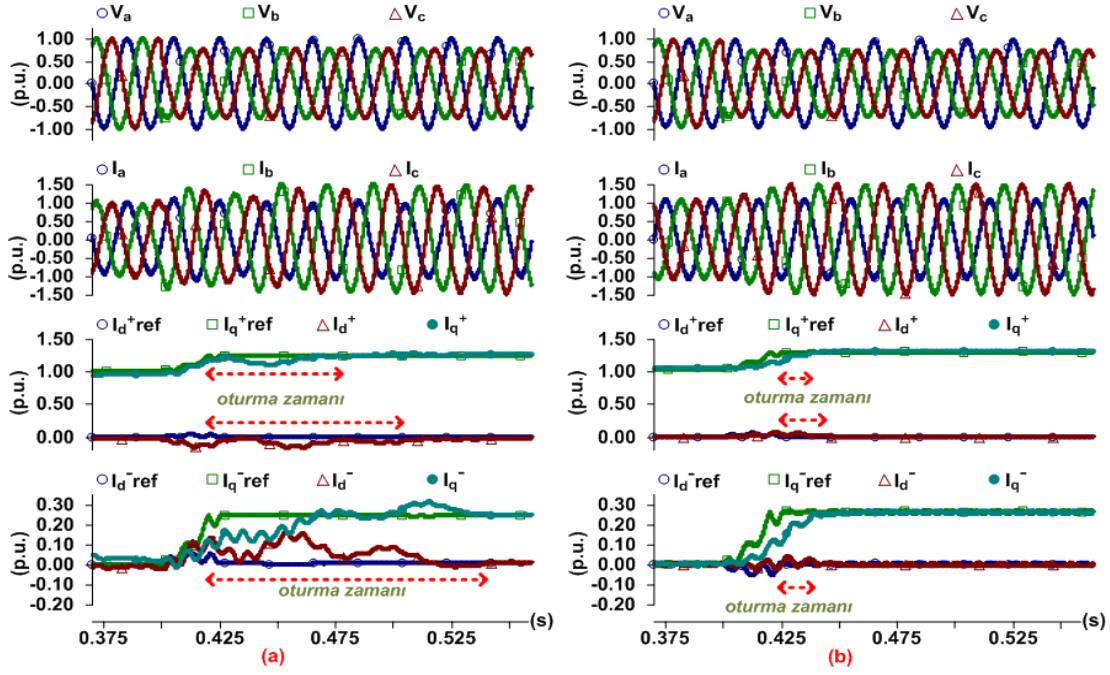 Va Vb Vc
1.00
0.50
0.00
-0.50
-1.00
(p.u.)
Ia Ib Ic
1.50
1.00
0.50
0.00
-0.50
-1.00
-1.50
(p.u.)
Id+ref Iq+ref Id+ Iq+
1.50
1.00
0.50
0.00
(p.u.)
oturma zamanı
Id-ref Iq-ref Id- Iq-
0.30
0.20
0.10
0.00
-0.10
-0.20
(p.u.)
oturma zamanı
0.375 0.425 0.475 0.525 (s)
(a)
Va Vb Vc
1.00
0.50
0.00
-0.50
-1.00
(p.u.)
Ia Ib Ic
1.50
1.00
0.50
0.00
-0.50
-1.00
-1.50
(p.u.)
Id+ref Iq+ref Id+ Iq+
1.50
1.00
0.50
0.00
(p.u.)
oturma zamanı
Id-ref Iq-ref Id- Iq-
0.30
0.20
0.10
0.00
-0.10
-0.20
(p.u.)
oturma zamanı
0.375 0.425 0.475 0.525 (s)
(b)